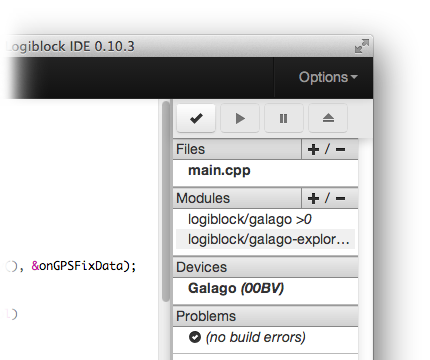 logiblock IDE 0.10.3
Options
Files + / −
main.cpp
Modules + / −
logiblock/galago >0
logiblock/galago-explor...
), &onGPSFixData);
)
Devices
Galago (00BV)
Problems
(no build errors)